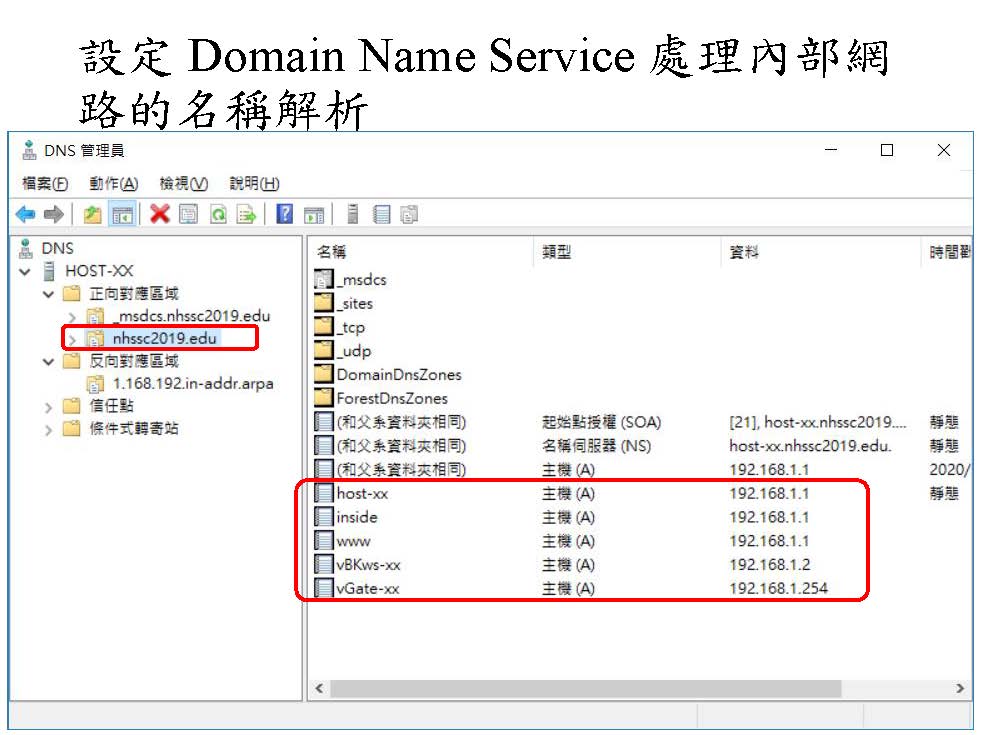 設定 Domain Name Service 處理內部網
路的名稱解析
DNS 管理員
檔案(F) 動作(A) 檢視(V) 說明(H)
DNS
HOST-XX
正向對應區域
_msdcs.nhssc2019.edu
nhssc2019.edu
反向對應區域
1.168.192.in-addr.arpa
信任點
條件式轉寄站
名稱 類型 資料 時間戳
_msdcs
_sites
_tcp
_udp
DomainDnsZones
ForestDnsZones
(和父系資料夾相同) 起始點授權 (SOA) [21], host-xx.nhssc2019.... 靜態
(和父系資料夾相同) 名稱伺服器 (NS) host-xx.nhssc2019.edu. 靜態
(和父系資料夾相同) 主機 (A) 192.168.1.1 2020/
host-xx 主機 (A) 192.168.1.1 靜態
inside 主機 (A) 192.168.1.1
www 主機 (A) 192.168.1.1
vBKws-xx 主機 (A) 192.168.1.2
vGate-xx 主機 (A) 192.168.1.254